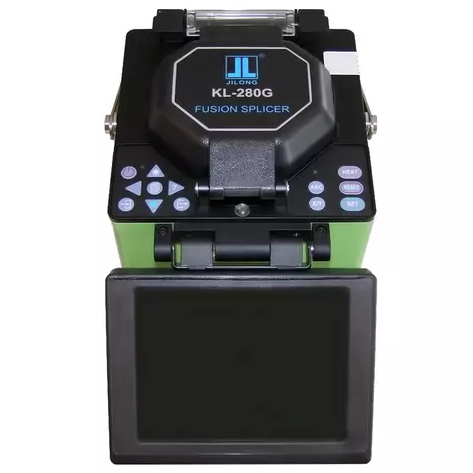 JL
JILONG
KL-280G
FUSION SPLICER
HEAT
?
ABC
RESET
X/Y
SET